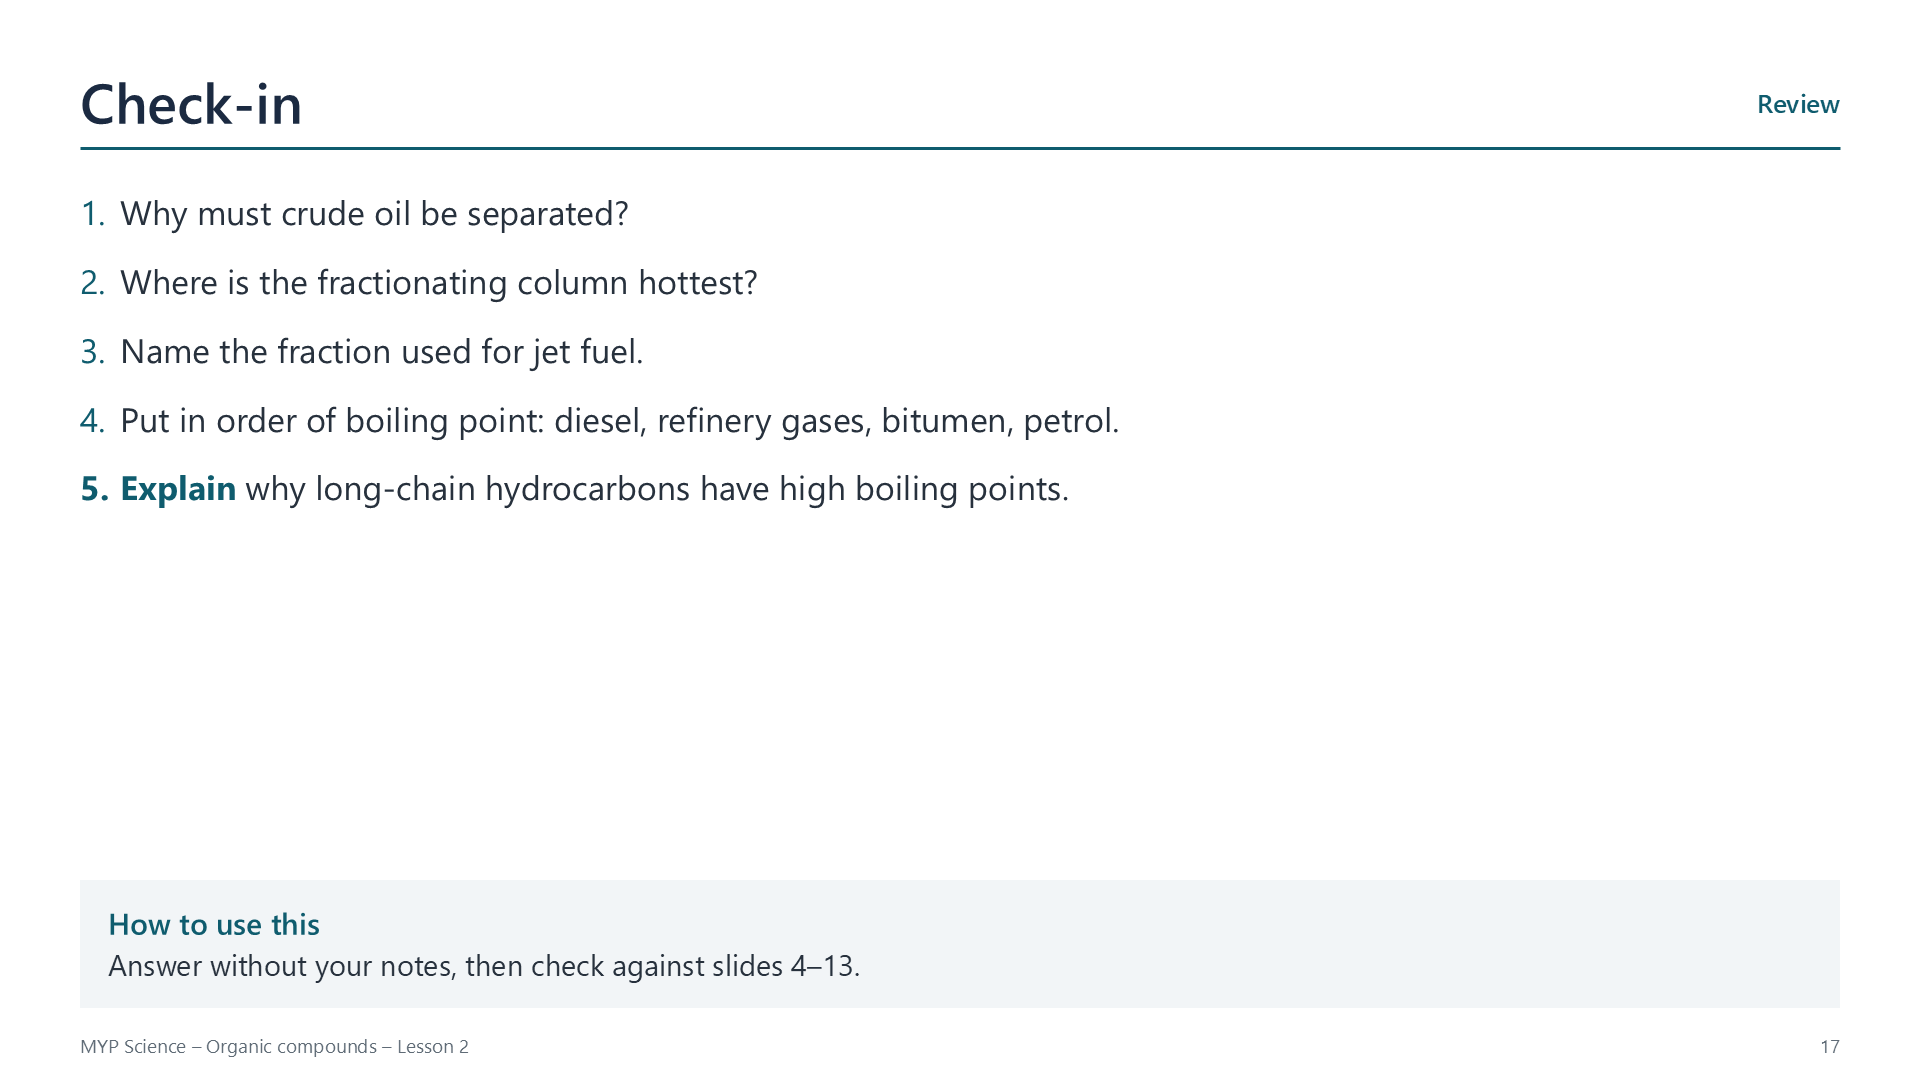 Check-in
Review
1. Why must crude oil be separated?
2. Where is the fractionating column hottest?
3. Name the fraction used for jet fuel.
4. Put in order of boiling point: diesel, refinery gases, bitumen, petrol.
5. Explain why long-chain hydrocarbons have high boiling points.
How to use this
Answer without your notes, then check against slides 4–13.
MYP Science – Organic compounds – Lesson 2
17